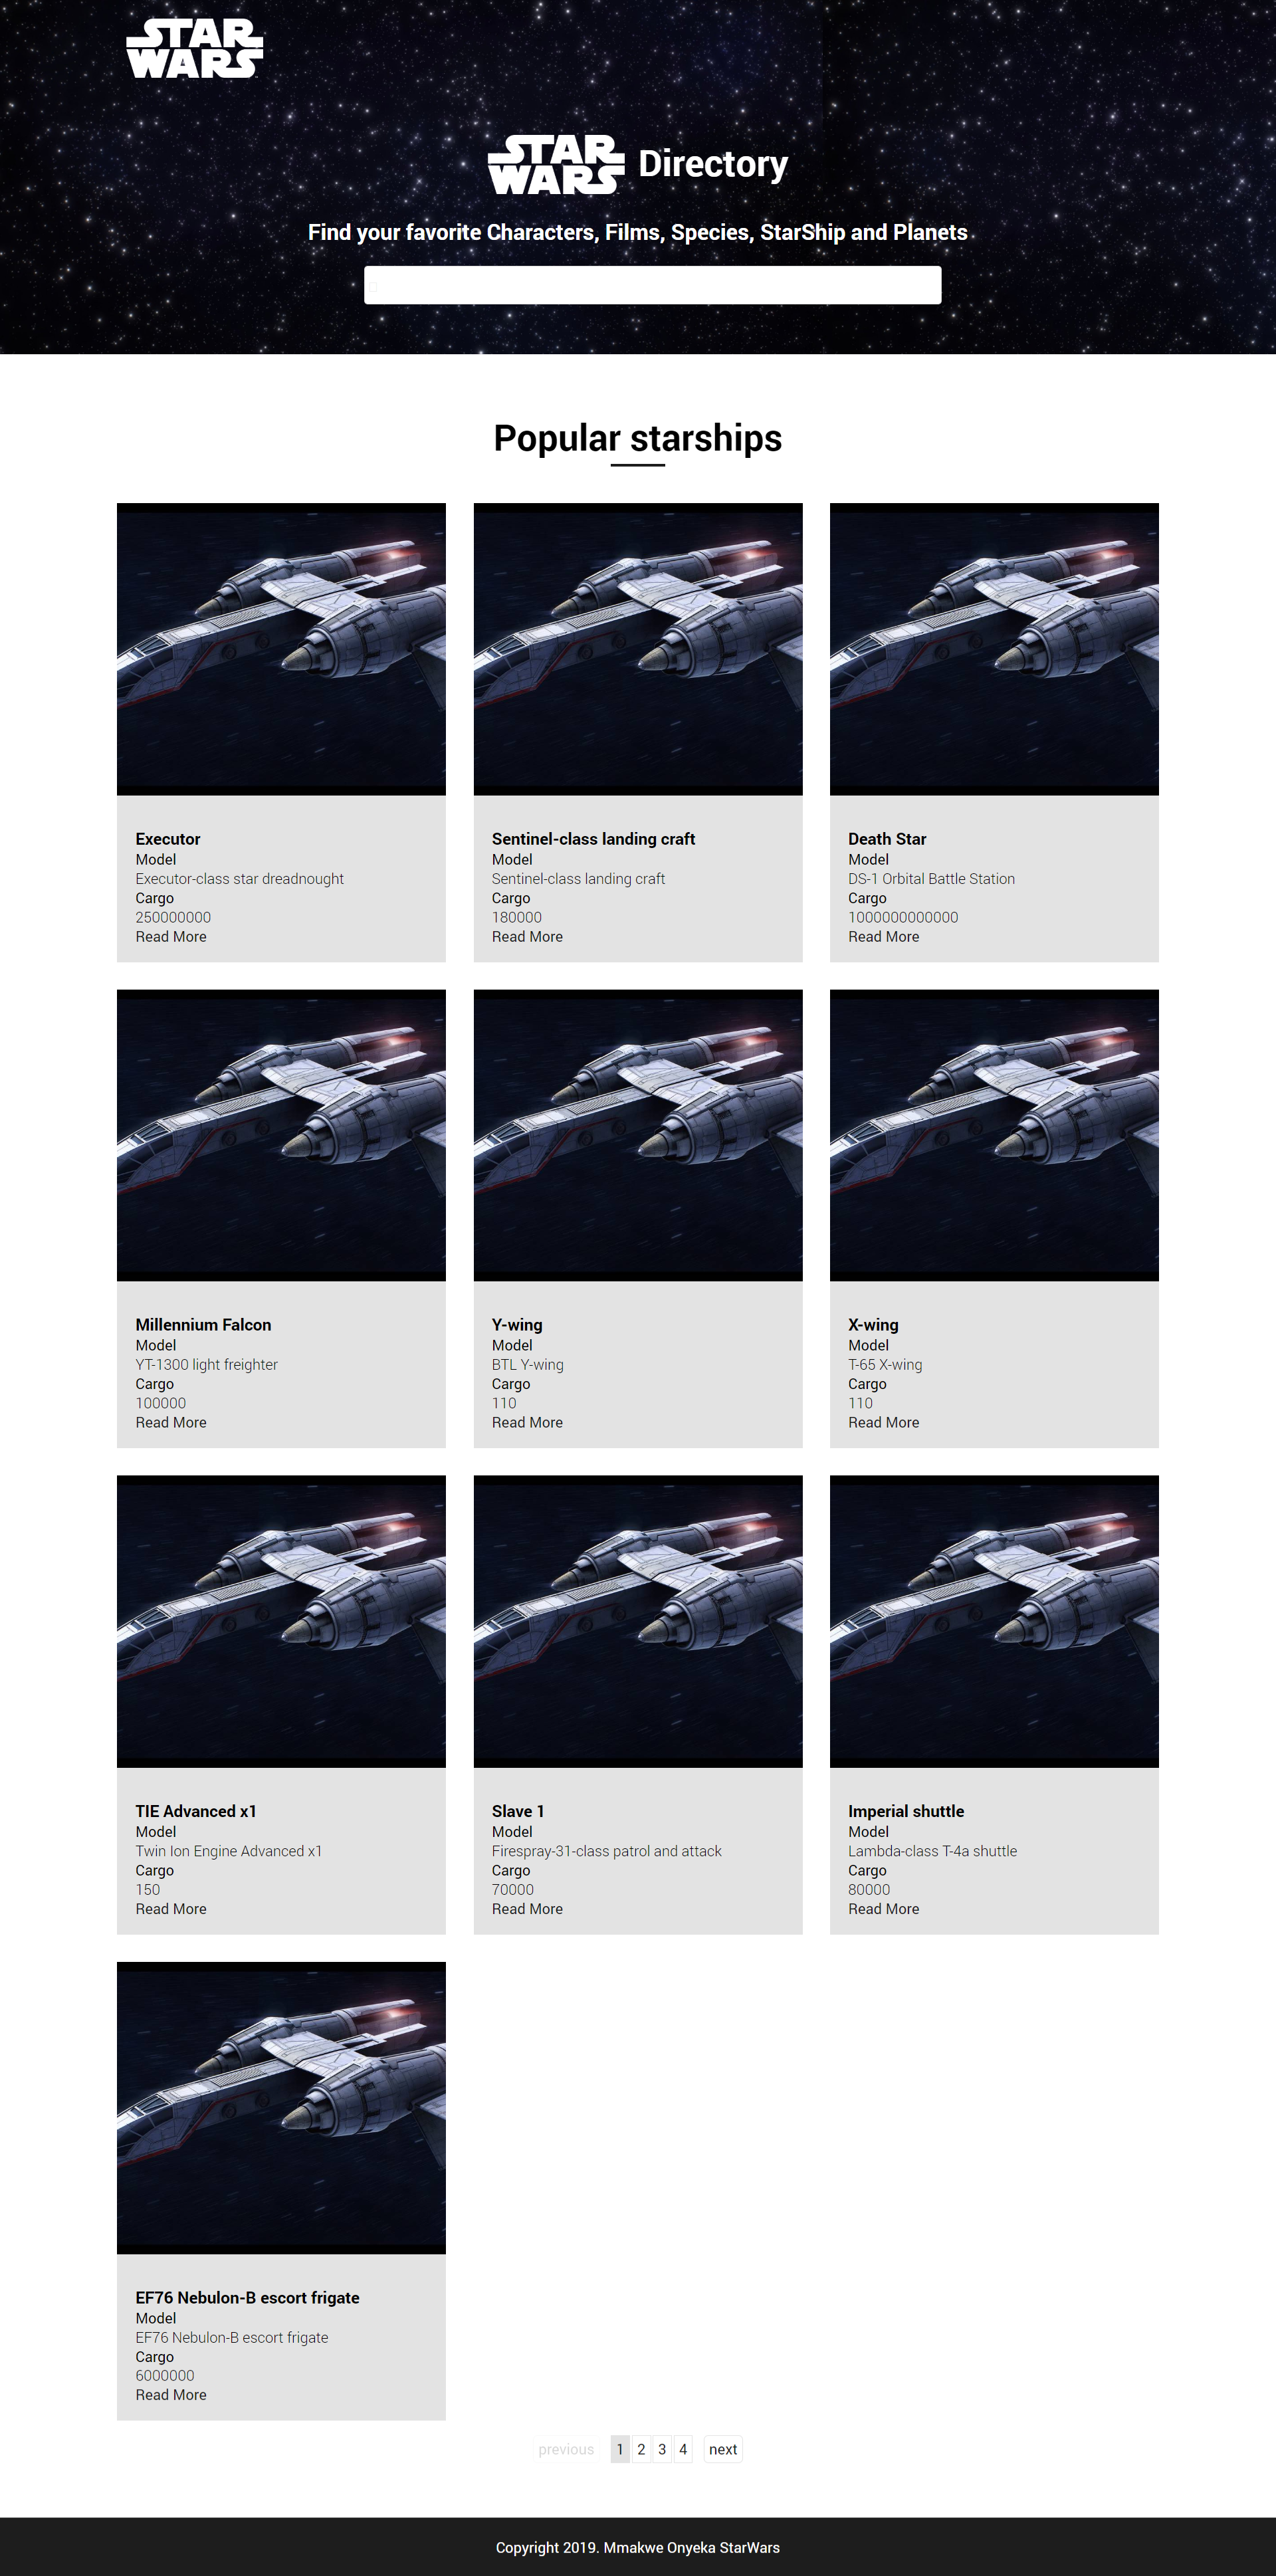 STAR
WARS
STAR
WARS
Directory
Find your favorite Characters, Films, Species, StarShip and Planets
Popular starships
Executor
Model
Executor-class star dreadnought
Cargo
250000000
Read More
Sentinel-class landing craft
Model
Sentinel-class landing craft
Cargo
180000
Read More
Death Star
Model
DS-1 Orbital Battle Station
Cargo
1000000000000
Read More
Millennium Falcon
Model
YT-1300 light freighter
Cargo
100000
Read More
Y-wing
Model
BTL Y-wing
Cargo
110
Read More
X-wing
Model
T-65 X-wing
Cargo
110
Read More
TIE Advanced x1
Model
Twin Ion Engine Advanced x1
Cargo
150
Read More
Slave 1
Model
Firespray-31-class patrol and attack
Cargo
70000
Read More
Imperial shuttle
Model
Lambda-class T-4a shuttle
Cargo
80000
Read More
EF76 Nebulon-B escort frigate
Model
EF76 Nebulon-B escort frigate
Cargo
6000000
Read More
previous 1 2 3 4 next
Copyright 2019. Mmakwe Onyeka StarWars